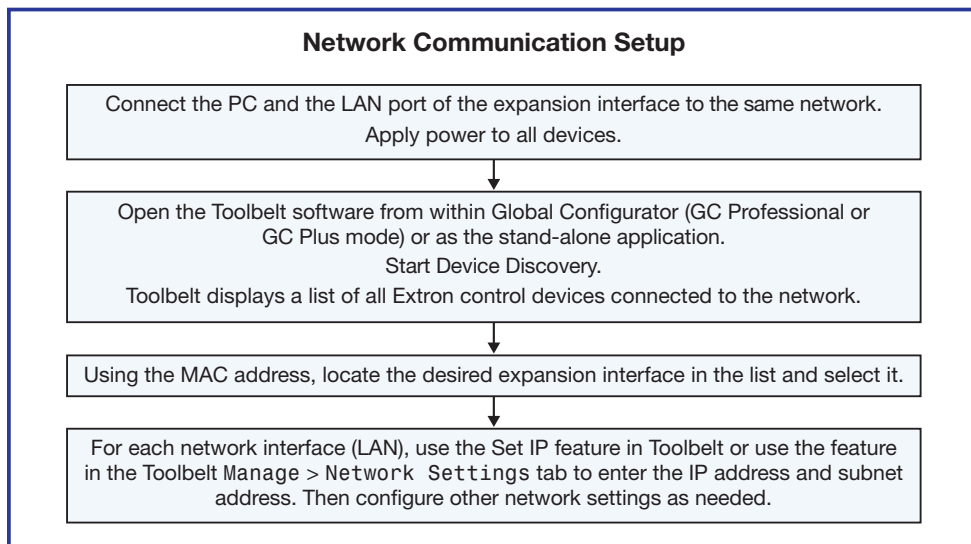 Network Communication Setup
Connect the PC and the LAN port of the expansion interface to the same network.
Apply power to all devices.
Open the Toolbelt software from within Global Configurator (GC Professional or
GC Plus mode) or as the stand-alone application.
Start Device Discovery.
Toolbelt displays a list of all Extron control devices connected to the network.
Using the MAC address, locate the desired expansion interface in the list and select it.
For each network interface (LAN), use the Set IP feature in Toolbelt or use the feature
in the Toolbelt Manage > Network Settings tab to enter the IP address and subnet
address. Then configure other network settings as needed.